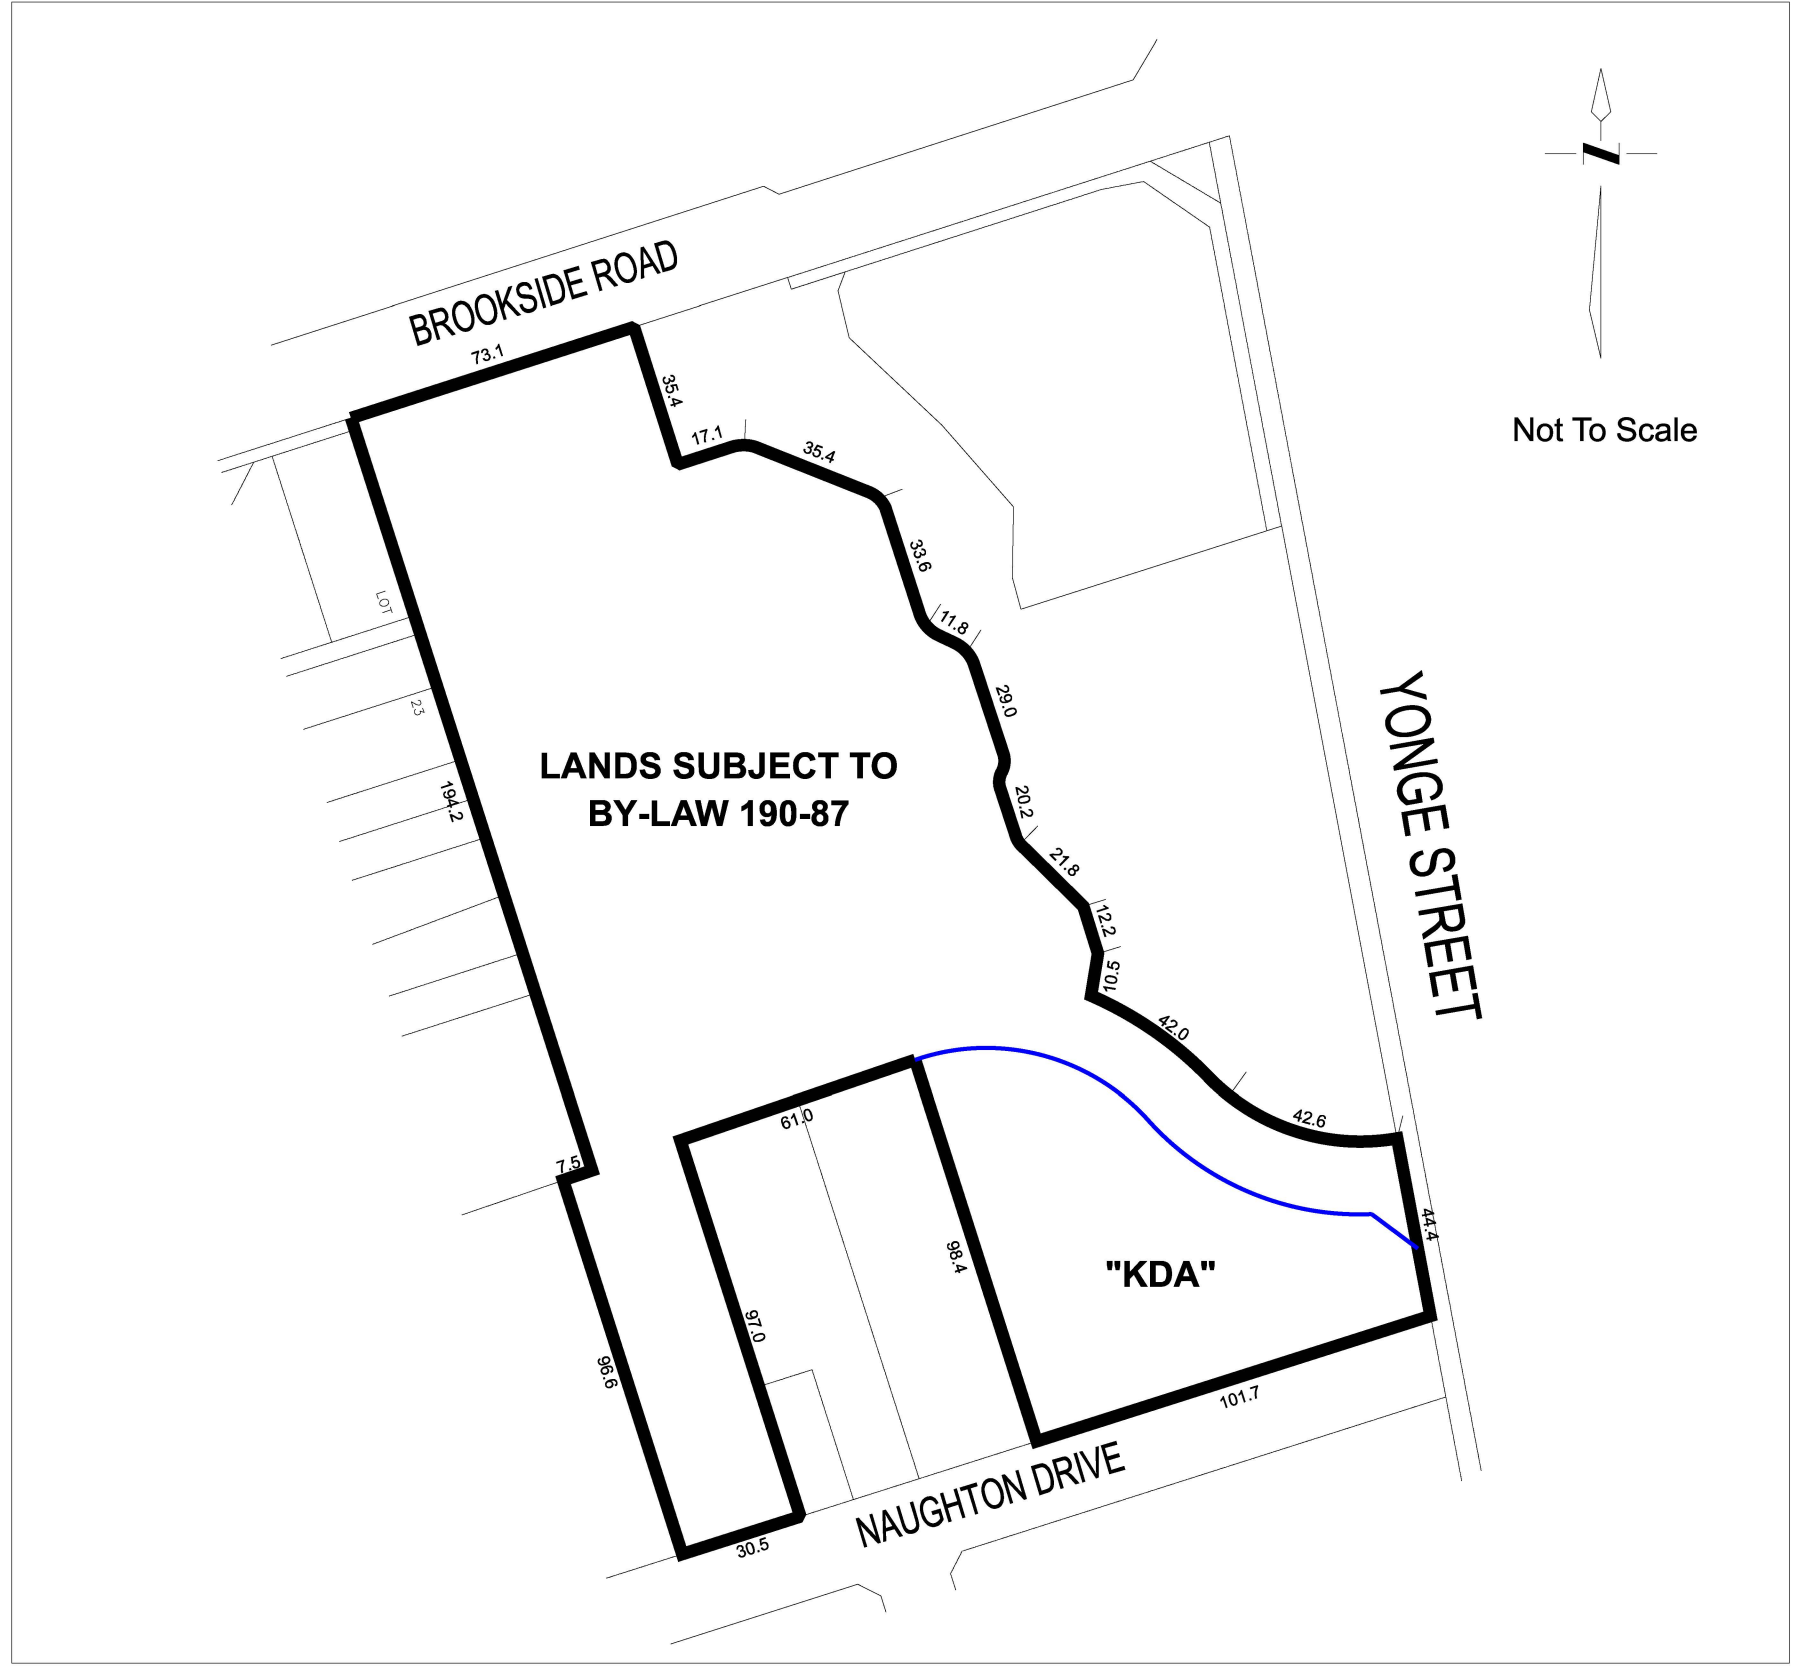 BROOKSIDE ROAD
73.1
35.4
17.1
35.4
33.6
11.8
29.0
20.2
21.8
12.2
10.5
42.0
42.6
44.4
101.7
98.4
61.0
97.0
30.5
96.6
7.5
194.2
LOT
23
N
Not To Scale
LANDS SUBJECT TO
BY-LAW 190-87
YONGE STREET
"KDA"
NAUGHTON DRIVE